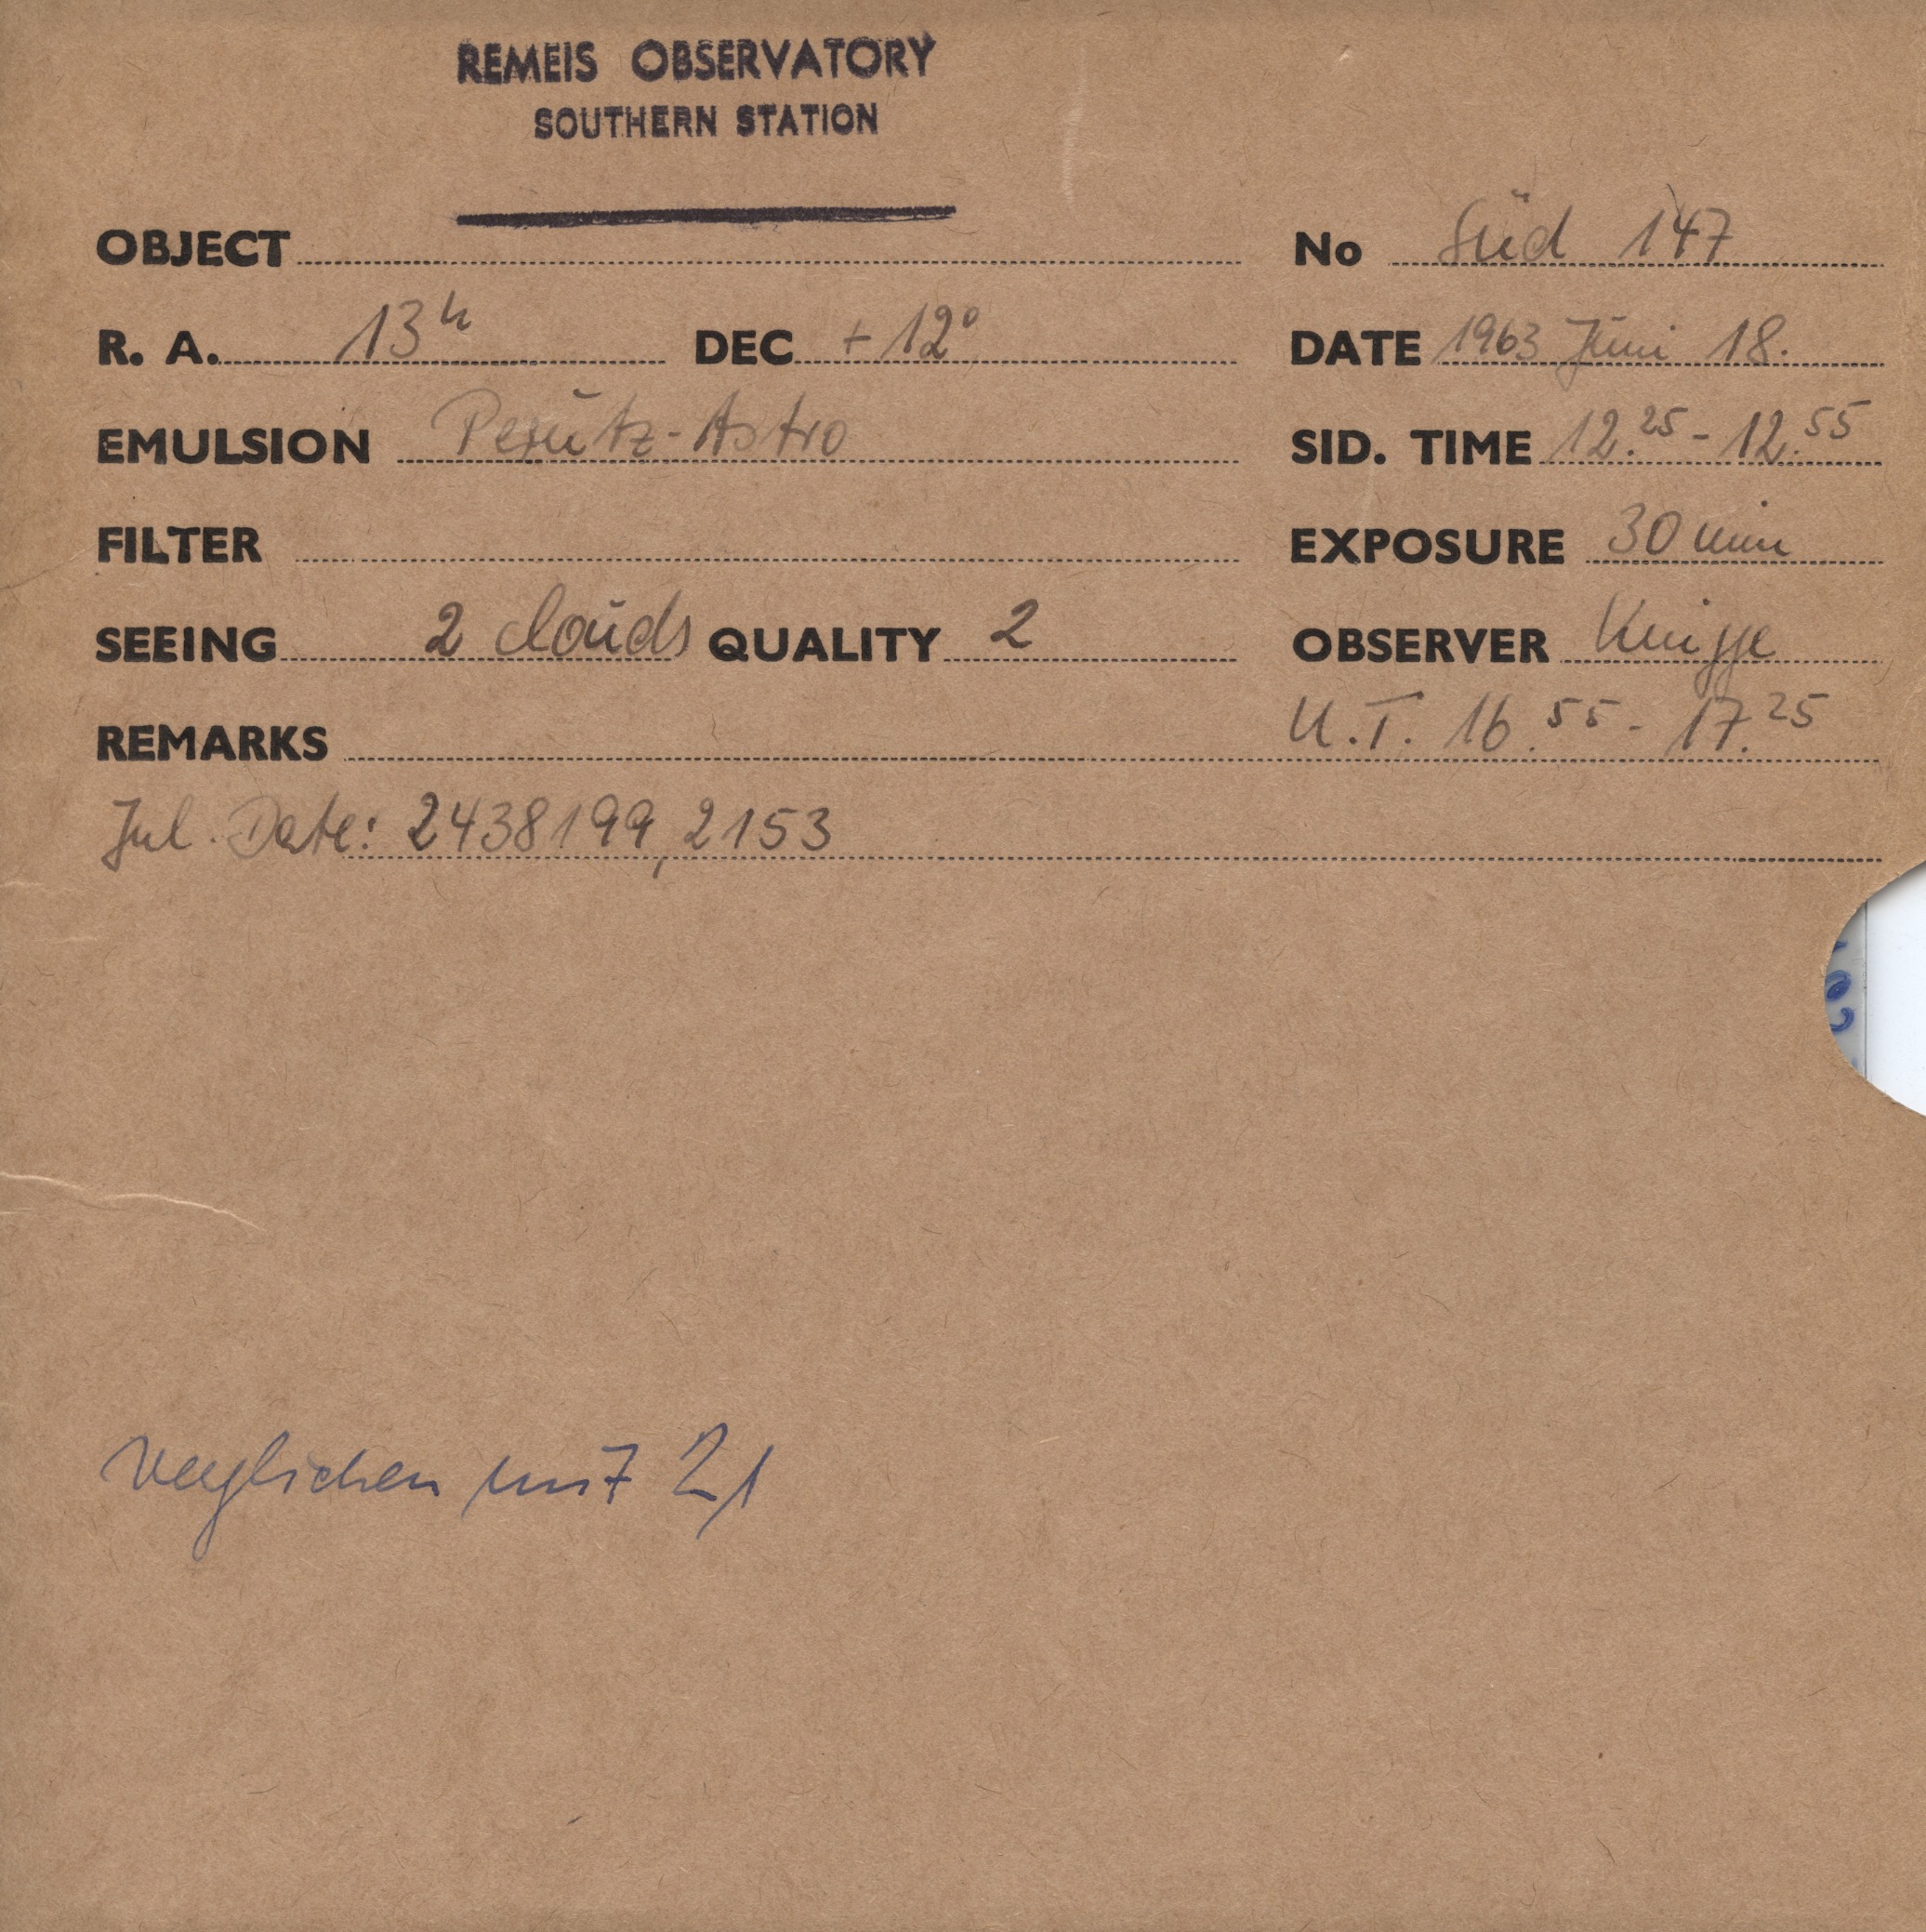 REMEIS OBSERVATORY
SOUTHERN STATION
OBJECT No Süd 147
R. A. 13h DEC + 12° DATE 1963 Juni 18.
EMULSION Perutz-Astro SID. TIME 12.25 - 12.55
FILTER EXPOSURE 30 min
SEEING 2 clouds QUALITY 2 OBSERVER Knigge
REMARKS U.T. 16.55 - 17.25
Jul. Date: 2438199,2153
verglichen mit 21